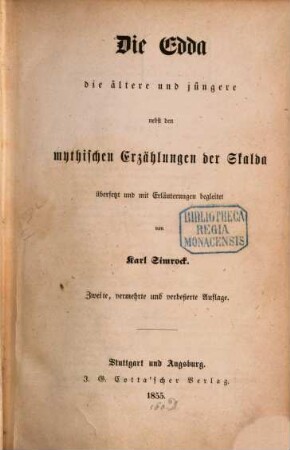 Die Edda
die ältere und jüngere
nebst den
mythischen Erzählungen der Skalda
übersetzt und mit Erläuterungen begleitet
von
Karl Simrock.
BIBLIOTHECA
REGIA
MONACENSIS
Zweite, vermehrte und verbeßerte Auflage.
Stuttgart und Augsburg.
J. G. Cotta'scher Verlag.
1855.